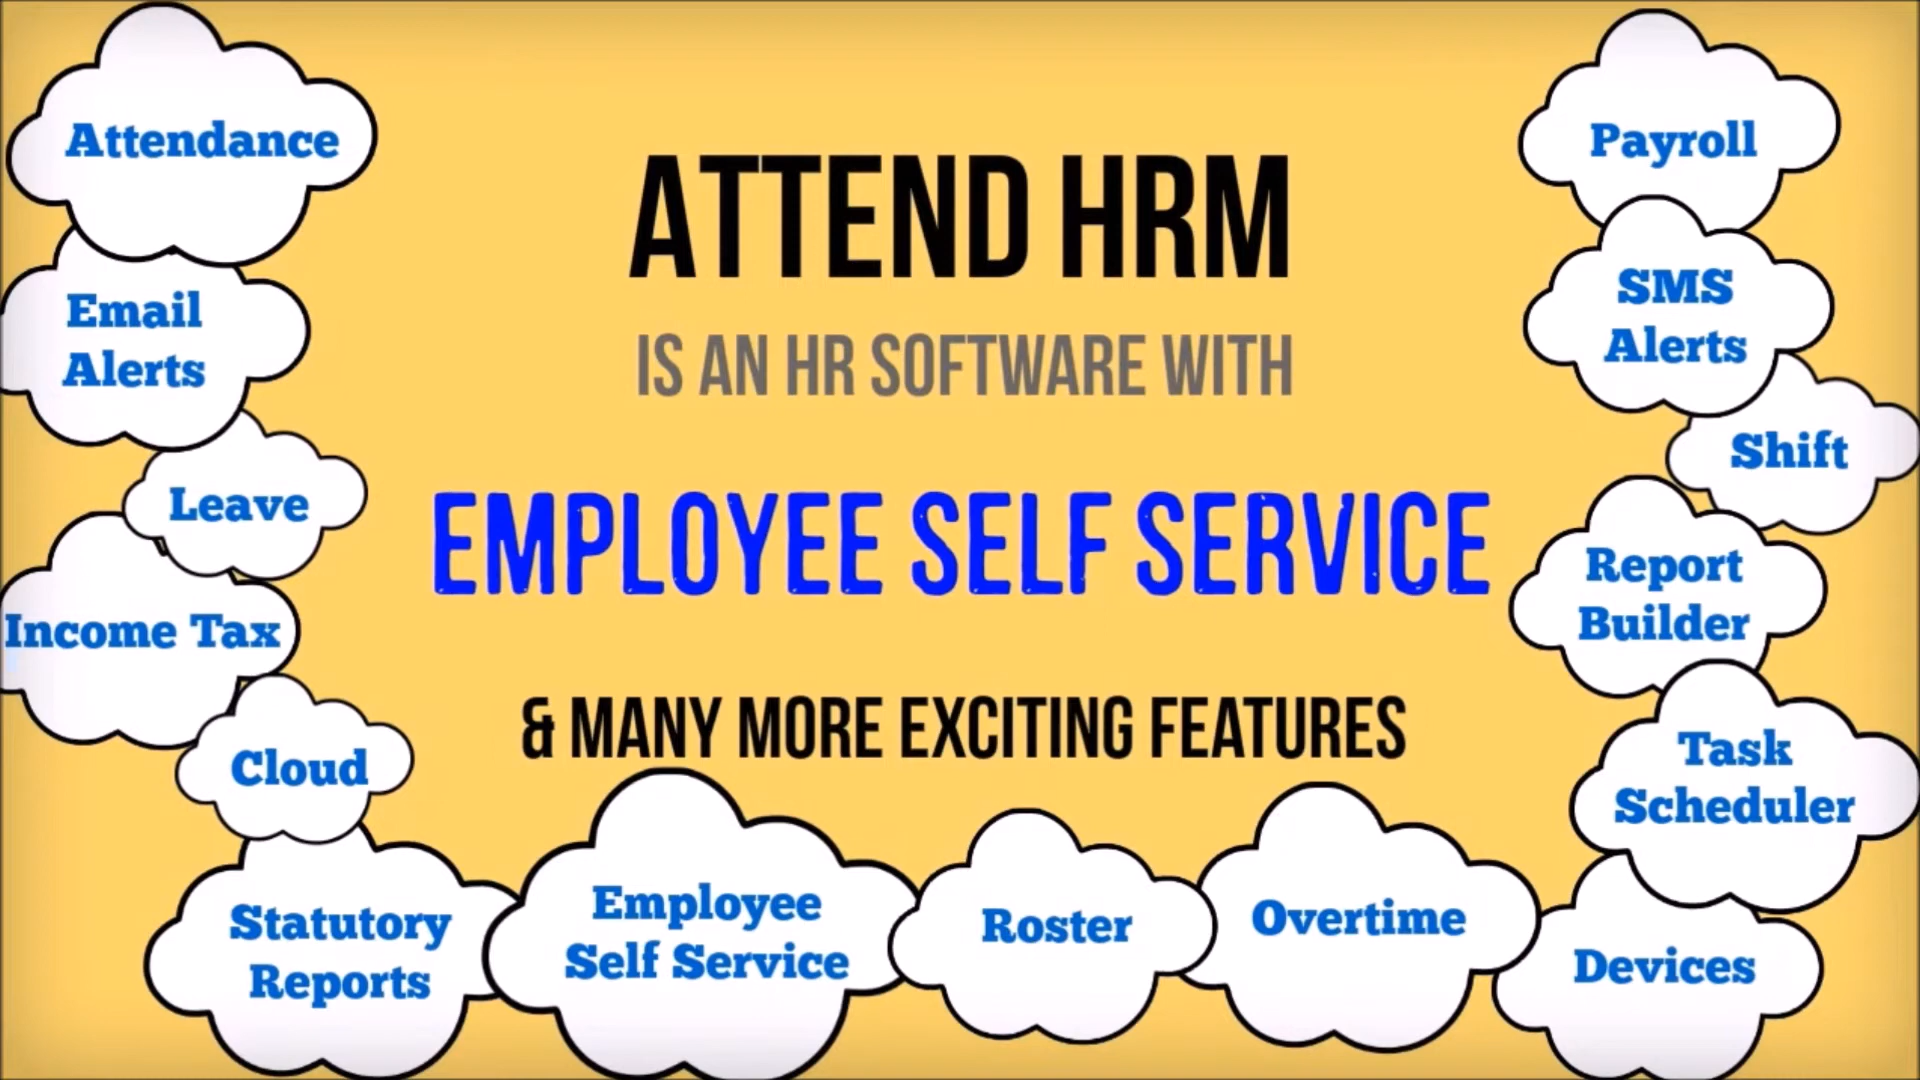 Attendance
Payroll
ATTEND HRM
Email
Alerts
SMS
Alerts
IS AN HR SOFTWARE WITH
Leave
Shift
EMPLOYEE SELF SERVICE
Income Tax
Report
Builder
& MANY MORE EXCITING FEATURES
Cloud
Task
Scheduler
Statutory
Reports
Employee
Self Service
Roster
Overtime
Devices